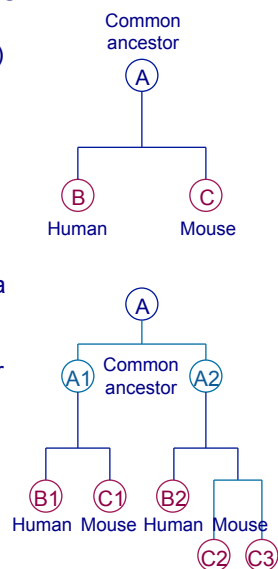 Common
ancestor
)
A
B
C
Human
Mouse
a
A
r
A1
Common
ancestor
A2
B1
C1
B2
Human
Mouse
Human
Mouse
C2
C3